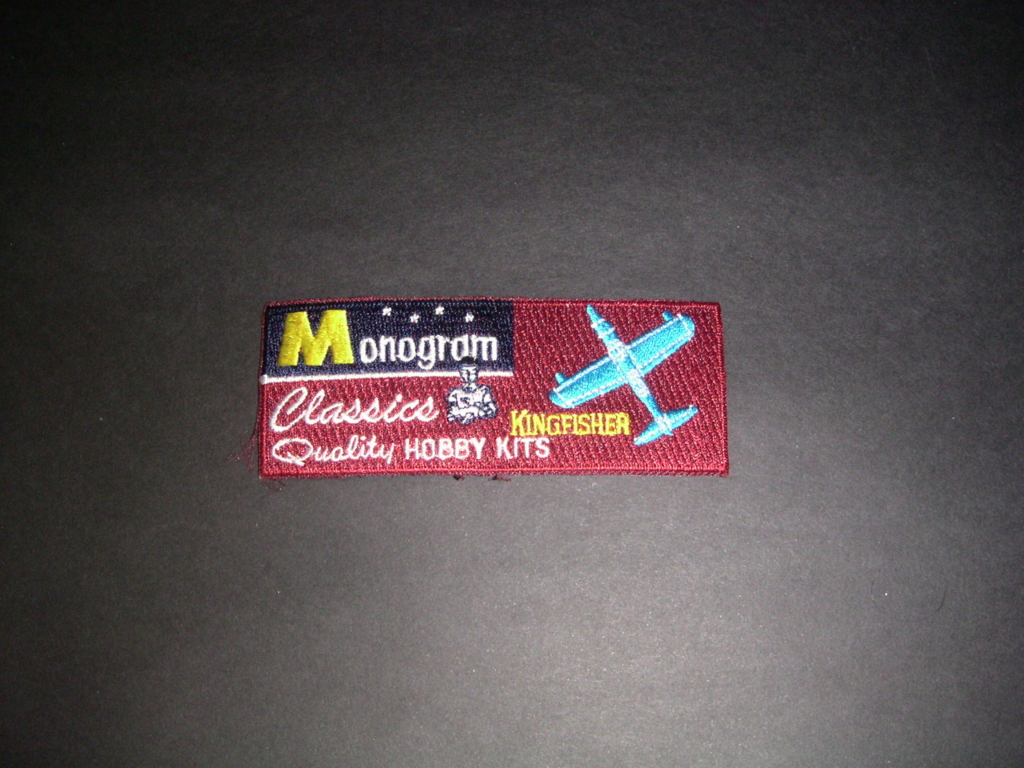 Monogram
Classics
KINGFISHER
Quality HOBBY KITS